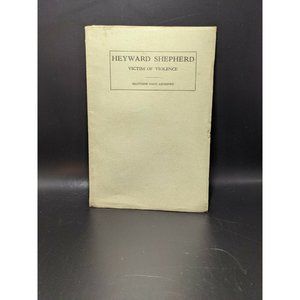 HEYWARD SHEPHERD
VICTIM OF VIOLENCE
MATTHEW PAGE ANDREWS